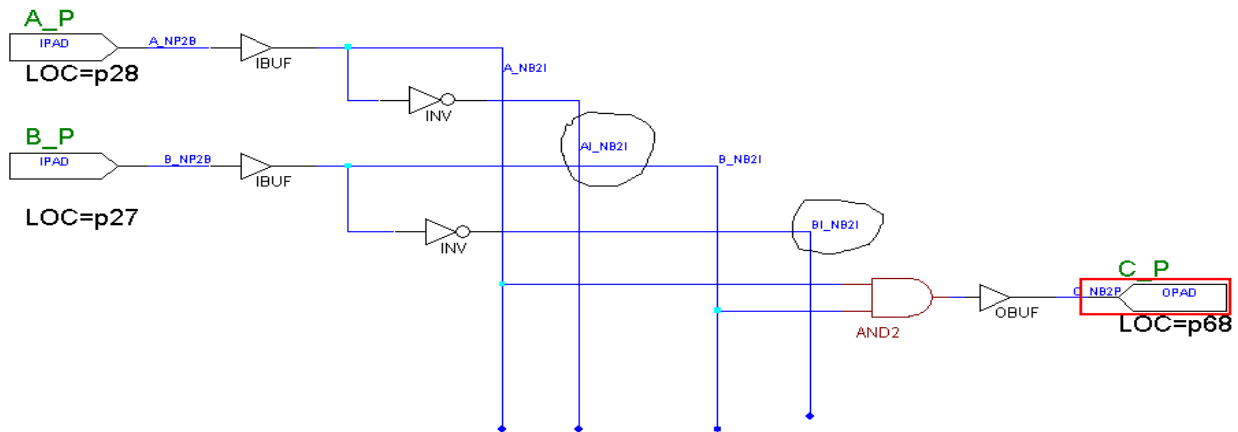 A_P
IPAD
A_NP2B
IBUF
LOC=p28
A_NB2I
INV
B_P
IPAD
B_NP2B
IBUF
AI_NB2I
B_NB2I
LOC=p27
INV
BI_NB2I
C_P
C_NB2P
OPAD
OBUF
AND2
LOC=p68